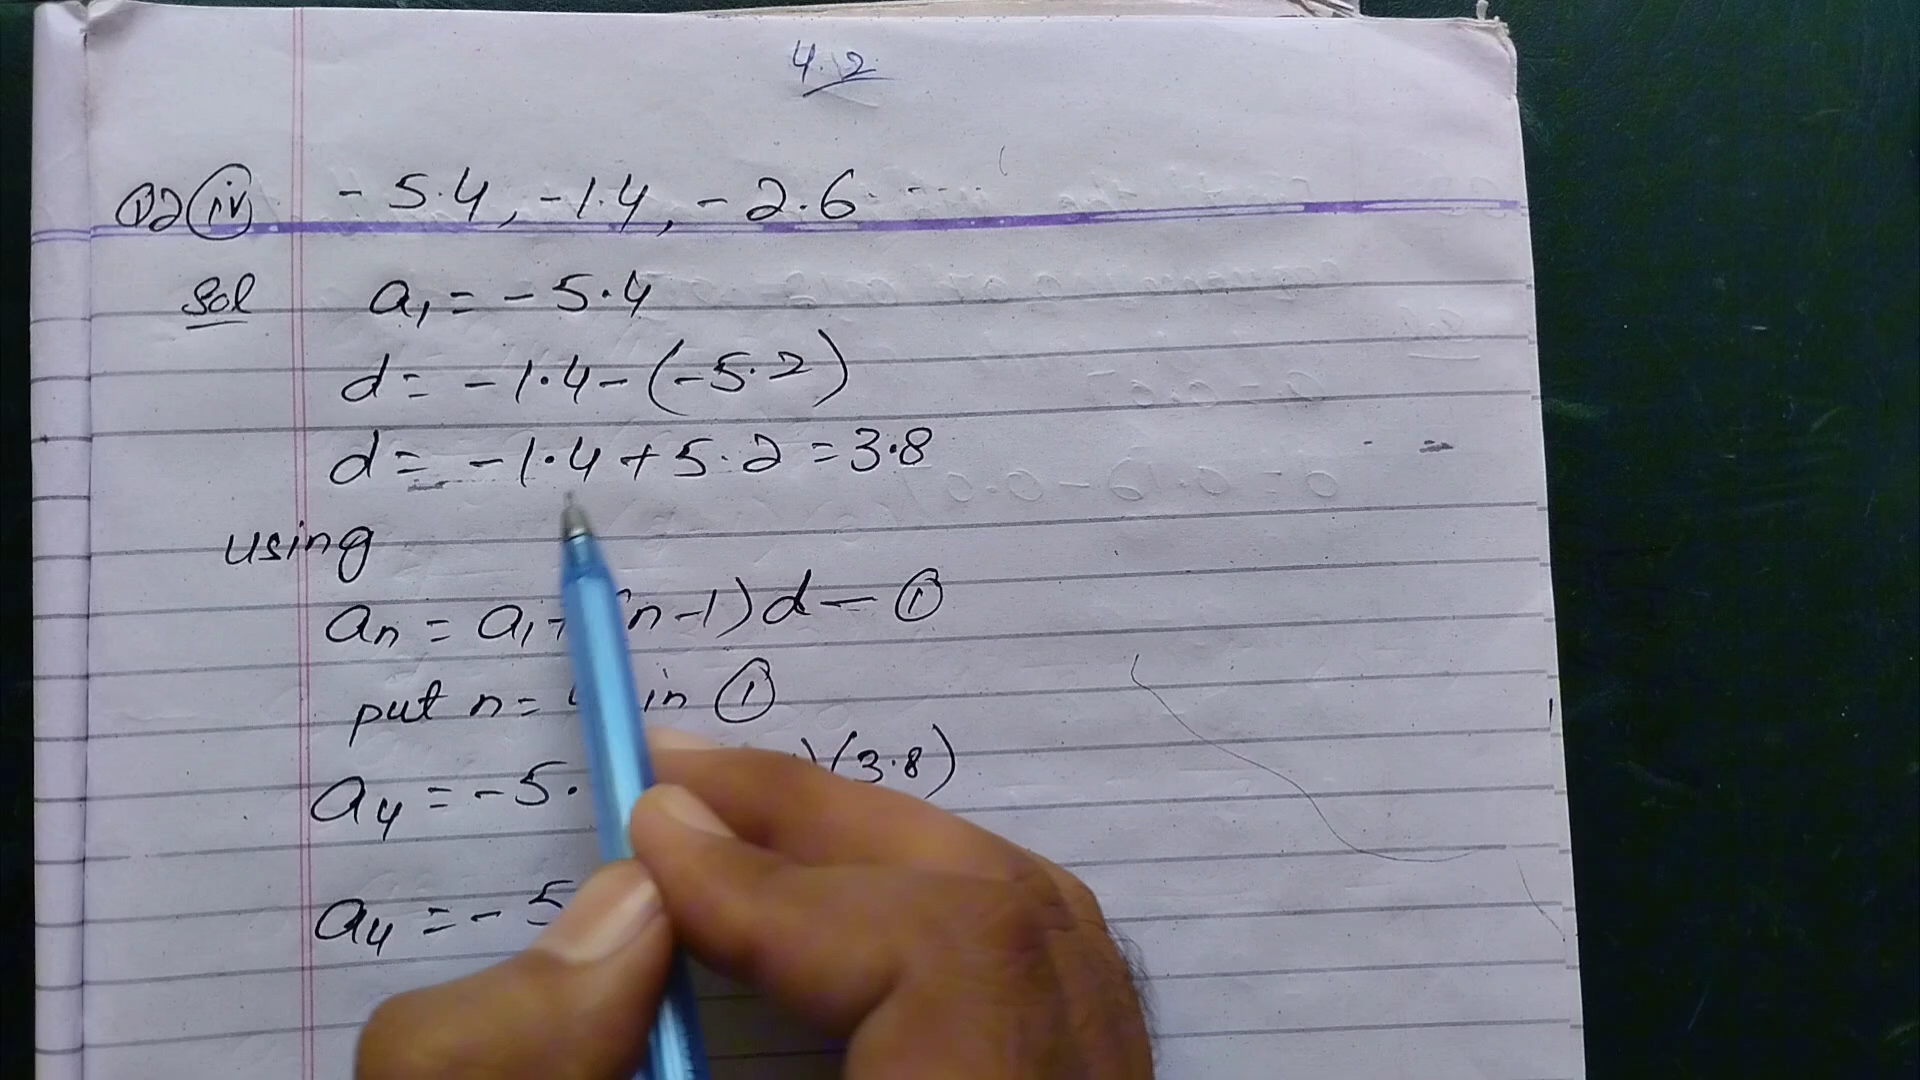 4.2
Q2 (iv) -5.4, -1.4, -2.6 ....
Sol a₁ = -5.4
d = -1.4-(-5.2)
d = -1.4+5.2 = 3.8
using
aₙ = a₁+ n-1)d — ①
put n= in ①
a₄ = -5. )(3.8)
a₄ = -5